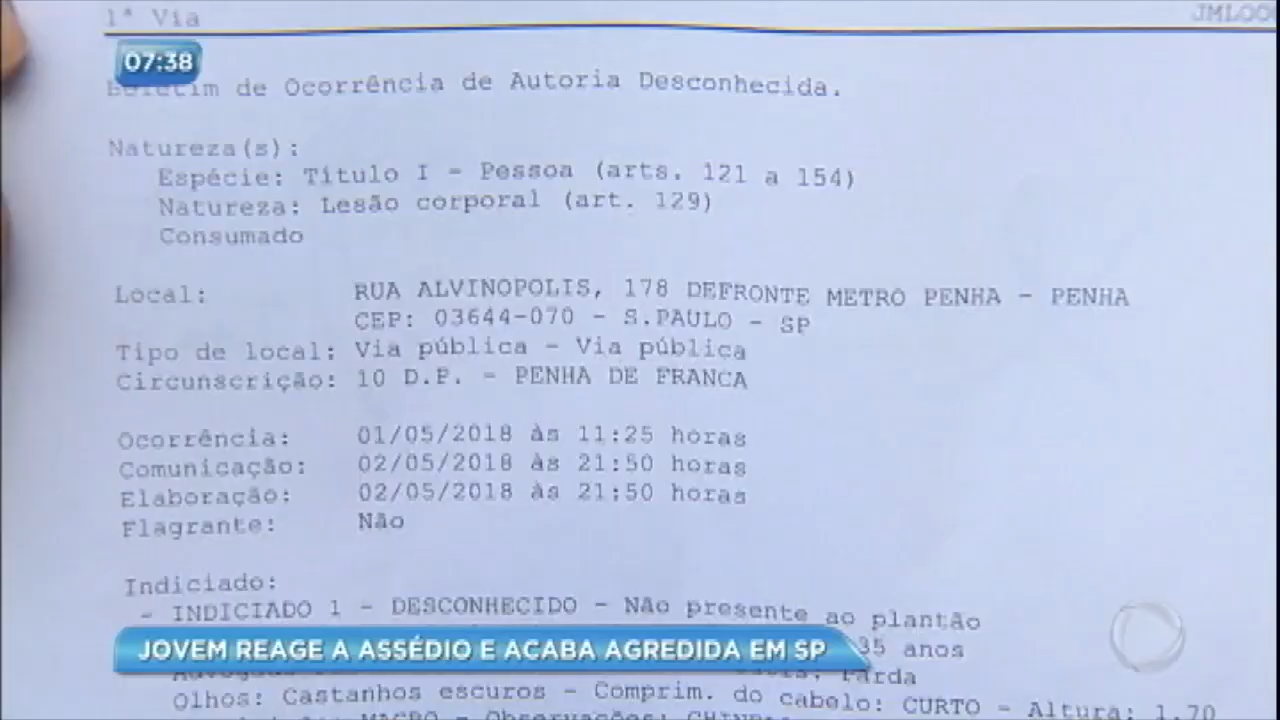 1ª Via
JMLOO
07:38
Boletim de Ocorrência de Autoria Desconhecida.
Natureza(s):
Espécie: Título I - Pessoa (arts. 121 a 154)
Natureza: Lesão corporal (art. 129)
Consumado
Local: RUA ALVINOPOLIS, 178 DEFRONTE METRO PENHA - PENHA
CEP: 03644-070 - S.PAULO - SP
Tipo de local: Via pública - Via pública
Circunscrição: 10 D.P. - PENHA DE FRANCA
Ocorrência: 01/05/2018 às 11:25 horas
Comunicação: 02/05/2018 às 21:50 horas
Elaboração: 02/05/2018 às 21:50 horas
Flagrante: Não
Indiciado:
- INDICIADO 1 - DESCONHECIDO - Não presente ao plantão
35 anos
JOVEM REAGE A ASSÉDIO E ACABA AGREDIDA EM SP
Parda
Olhos: Castanhos escuros - Comprim. do cabelo: CURTO - Altura: 1.70
MAGRO - Observações: